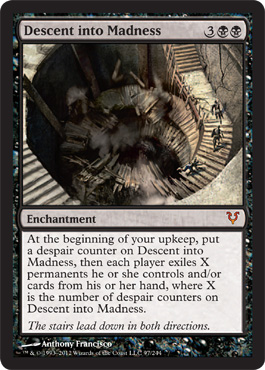 Descent into Madness 3
Enchantment
At the beginning of your upkeep, put
a despair counter on Descent into
Madness, then each player exiles X
permanents he or she controls and/or
cards from his or her hand, where X
is the number of despair counters on
Descent into Madness.
The stairs lead down in both directions.
Anthony Francisco
™ & © 1993–2012 Wizards of the Coast LLC 97/244